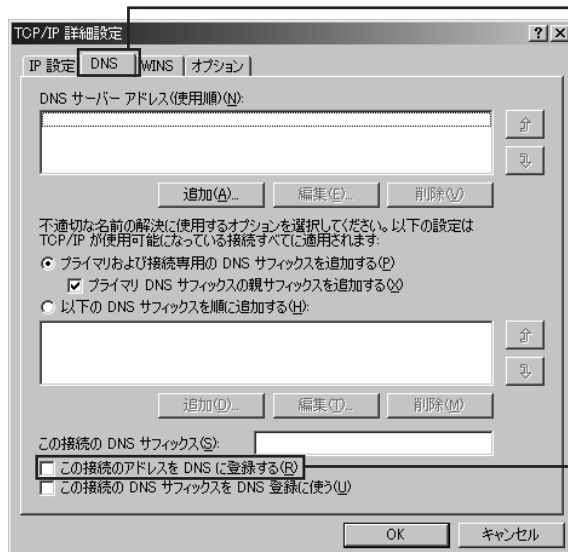 TCP/IP 詳細設定
IP 設定 DNS WINS オプション
DNS サーバー アドレス(使用順)(N):
追加(A)... 編集(E)... 削除(V)
不適切な名前の解決に使用するオプションを選択してください。以下の設定は
TCP/IP が使用可能になっている接続すべてに適用されます:
プライマリおよび接続専用の DNS サフィックスを追加する(P)
プライマリ DNS サフィックスの親サフィックスを追加する(X)
以下の DNS サフィックスを順に追加する(H):
追加(D)... 編集(T)... 削除(M)
この接続の DNS サフィックス(S):
この接続のアドレスを DNS に登録する(R)
この接続の DNS サフィックスを DNS 登録に使う(U)
OK キャンセル